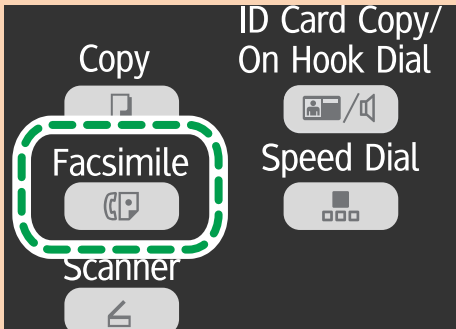 Copy
ID Card Copy/
On Hook Dial
Facsimile
Speed Dial
Scanner